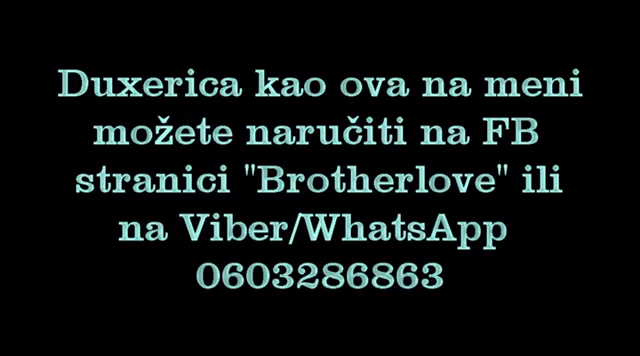 Duxerica kao ova na meni
možete naručiti na FB
stranici "Brotherlove" ili
na Viber/WhatsApp
0603286863